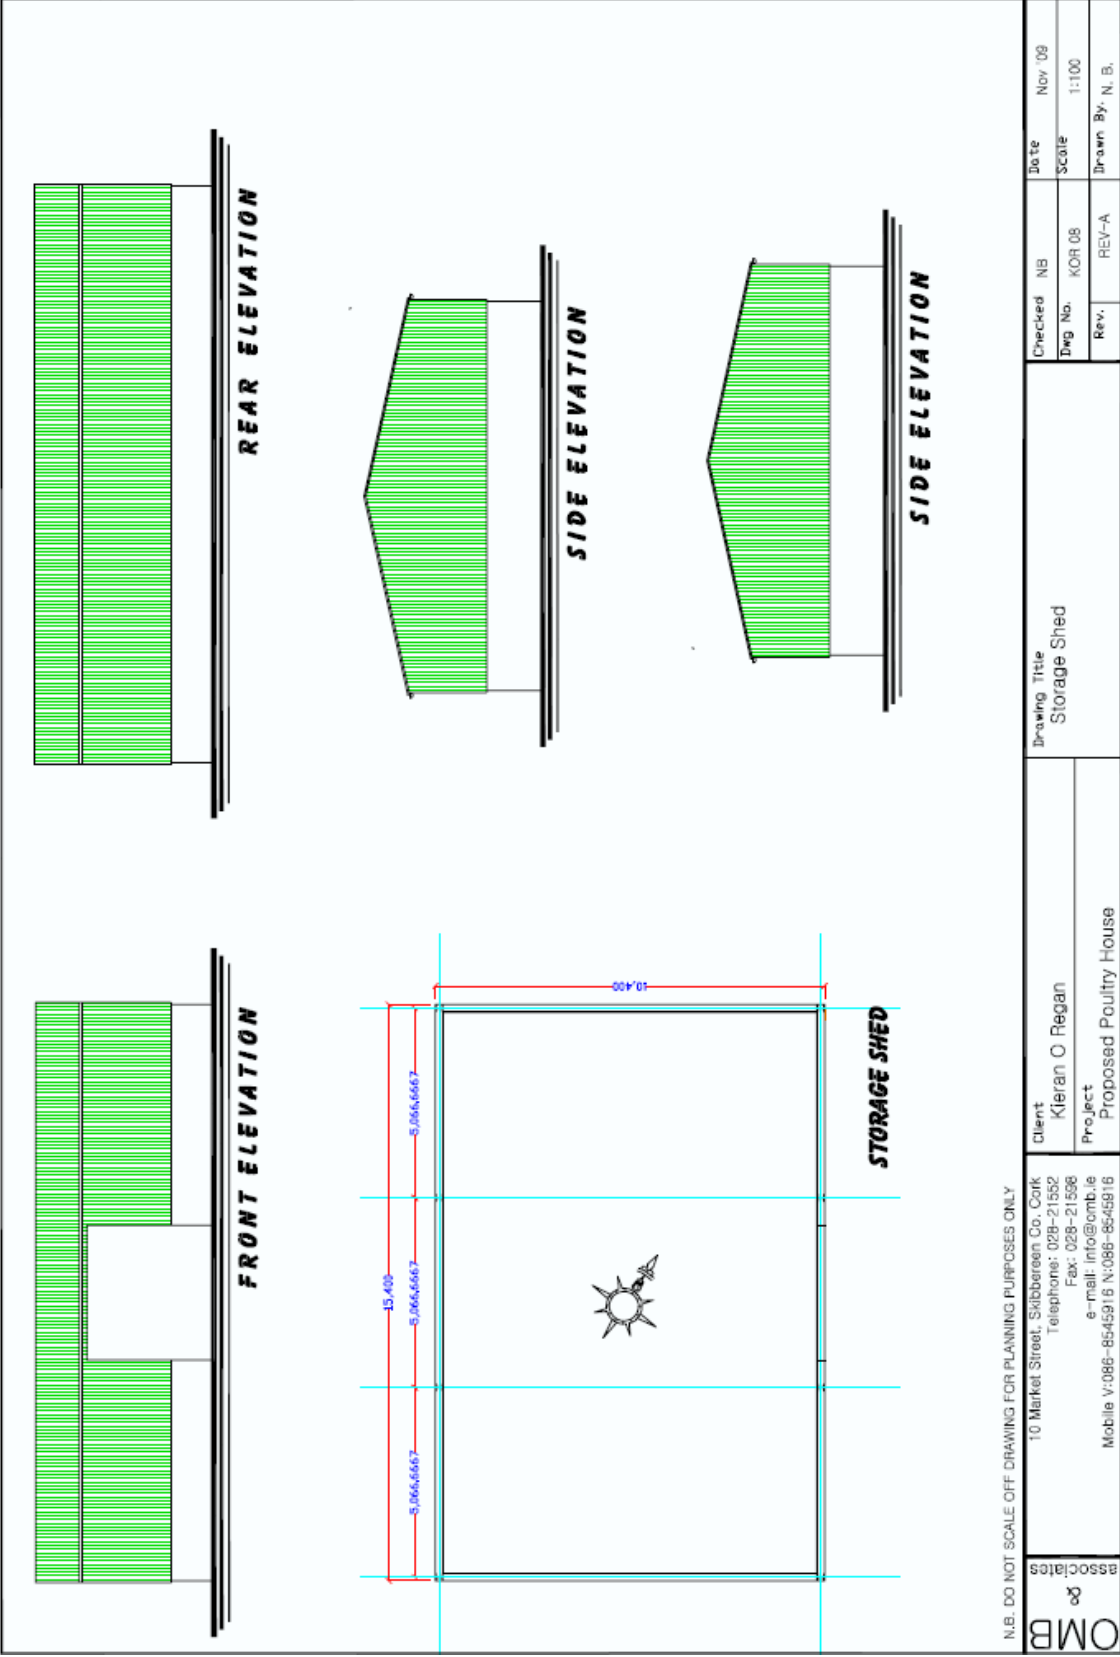 FRONT ELEVATION
REAR ELEVATION
15,400
5,066.6667
5,066.6667
5,066.6667
10,400
STORAGE SHED
SIDE ELEVATION
SIDE ELEVATION
N.B. DO NOT SCALE OFF DRAWING FOR PLANNING PURPOSES ONLY
OMB
&
associates
10 Market Street, Skibbereen Co. Cork
Telephone: 028-21552
Fax: 028-21598
e-mail: info@omb.ie
Mobile V:086-8545916 N:086-8545916
Client
Kieran O Regan
Project
Proposed Poultry House
Drawing Title
Storage Shed
Checked NB
Date Nov '09
Dwg No. KOR 08
Scale 1:100
Rev. REV-A
Drawn By. N. B.